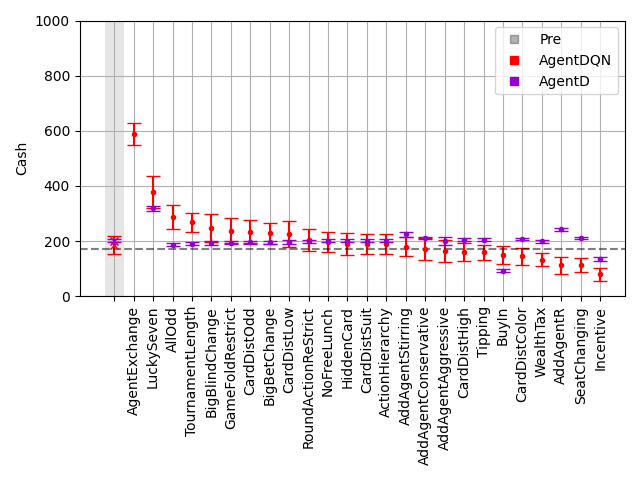 1000
800
600
400
200
0
Cash
Pre
AgentDQN
AgentD
AgentExchange
LuckySeven
AllOdd
TournamentLength
BigBlindChange
GameFoldRestrict
CardDistOdd
BigBetChange
CardDistLow
RoundActionReStrict
NoFreeLunch
HiddenCard
CardDistSuit
ActionHierarchy
AddAgentStirring
AddAgentConservative
AddAgentAggressive
CardDistHigh
Tipping
BuyIn
CardDistColor
WealthTax
AddAgentR
SeatChanging
Incentive